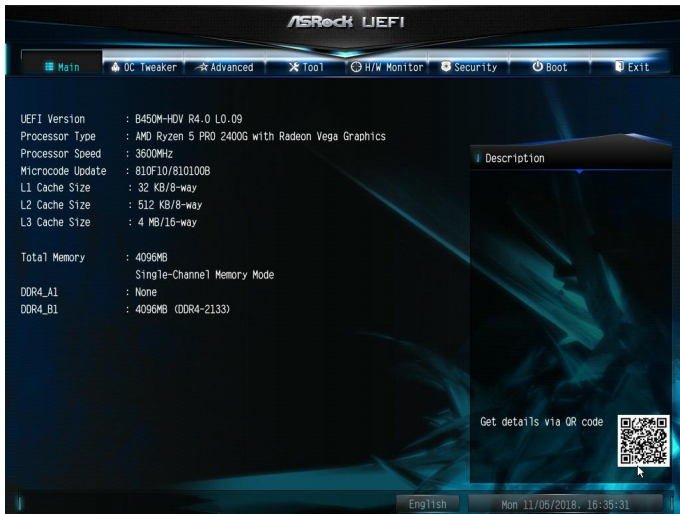 ASRock UEFI
Main OC Tweaker Advanced Tool H/W Monitor Security Boot Exit
UEFI Version : B450M-HDV R4.0 L0.09
Processor Type : AMD Ryzen 5 PRO 2400G with Radeon Vega Graphics
Processor Speed : 3600MHz
Microcode Update : 810F10/810100B
L1 Cache Size : 32 KB/8-way
L2 Cache Size : 512 KB/8-way
L3 Cache Size : 4 MB/16-way
Total Memory : 4096MB
Single-Channel Memory Mode
DDR4_A1 : None
DDR4_B1 : 4096MB (DDR4-2133)
Description
Get details via QR code
English
Mon 11/05/2018. 16:35:31